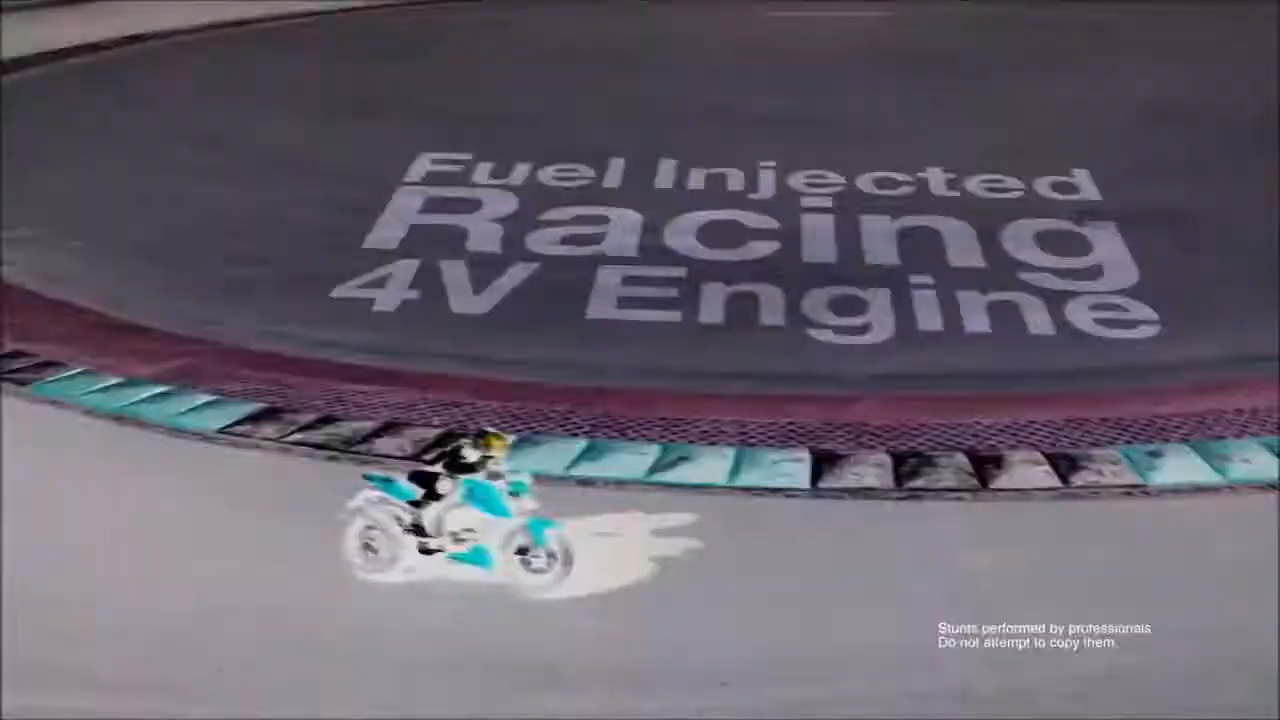 Fuel Injected
Racing
4V Engine
Stunts performed by professionals
Do not attempt to copy them.